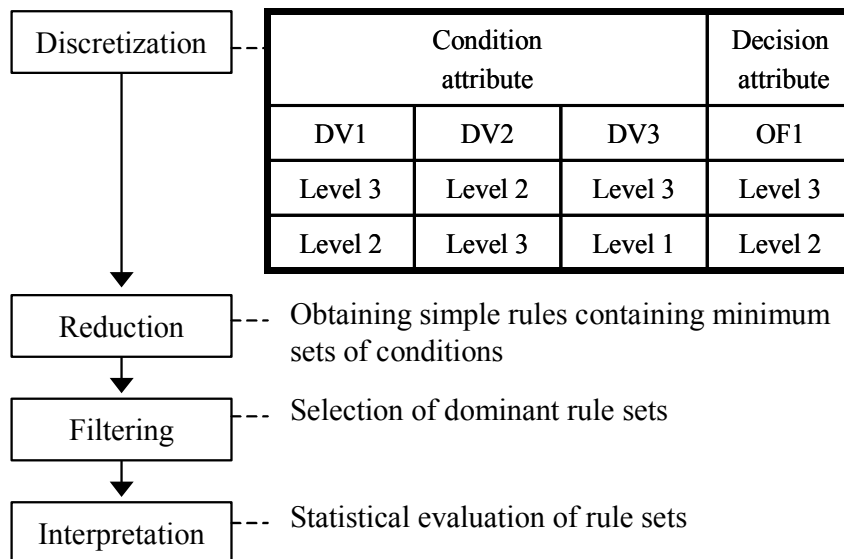 Discretization
Condition
attribute
Decision
attribute
DV1 DV2 DV3 OF1
Level 3 Level 2 Level 3 Level 3
Level 2 Level 3 Level 1 Level 2
Reduction
Obtaining simple rules containing minimum
sets of conditions
Filtering
Selection of dominant rule sets
Interpretation
Statistical evaluation of rule sets